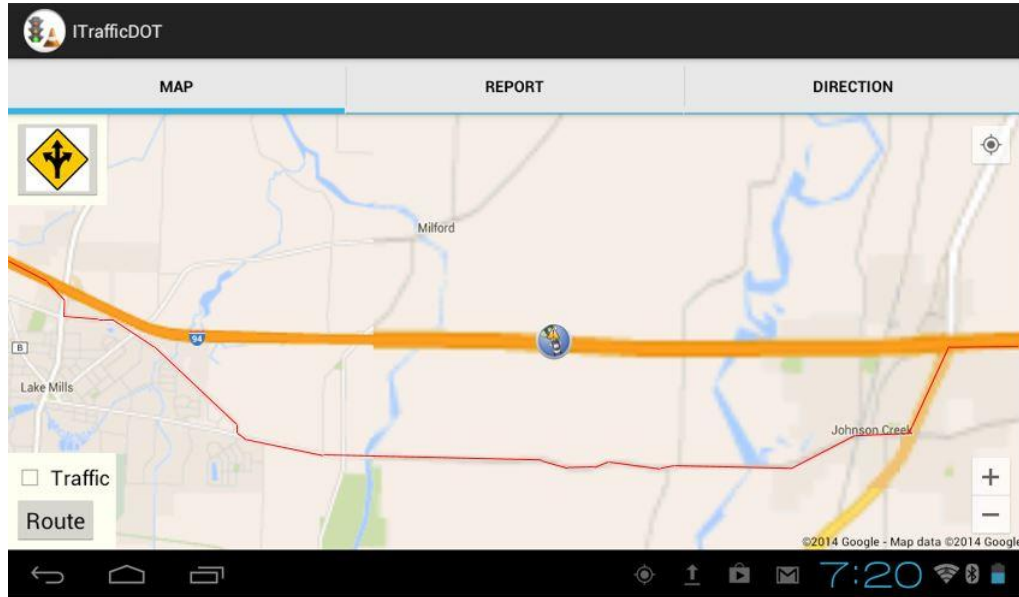 ITrafficDOT
MAP
REPORT
DIRECTION
Milford
94
B
Lake Mills
Johnson Creek
Traffic
Route
+
−
©2014 Google - Map data ©2014 Google
7:20